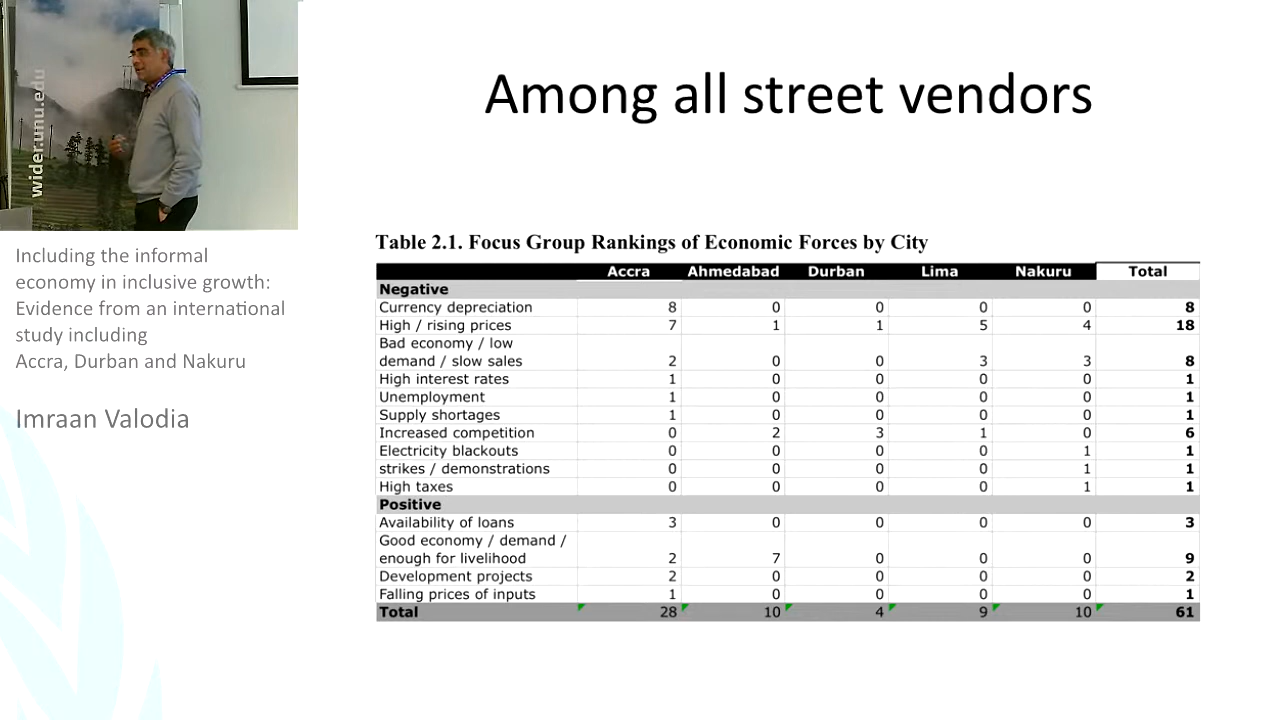 wider.unu.edu
Including the informal
economy in inclusive growth:
Evidence from an international
study including
Accra, Durban and Nakuru
Imraan Valodia
Among all street vendors
Table 2.1. Focus Group Rankings of Economic Forces by City
Accra Ahmedabad Durban Lima Nakuru Total
Negative
Currency depreciation 8 0 0 0 0 8
High / rising prices 7 1 1 5 4 18
Bad economy / low
demand / slow sales 2 0 0 3 3 8
High interest rates 1 0 0 0 0 1
Unemployment 1 0 0 0 0 1
Supply shortages 1 0 0 0 0 1
Increased competition 0 2 3 1 0 6
Electricity blackouts 0 0 0 0 1 1
strikes / demonstrations 0 0 0 0 1 1
High taxes 0 0 0 0 1 1
Positive
Availability of loans 3 0 0 0 0 3
Good economy / demand /
enough for livelihood 2 7 0 0 0 9
Development projects 2 0 0 0 0 2
Falling prices of inputs 1 0 0 0 0 1
Total 28 10 4 9 10 61